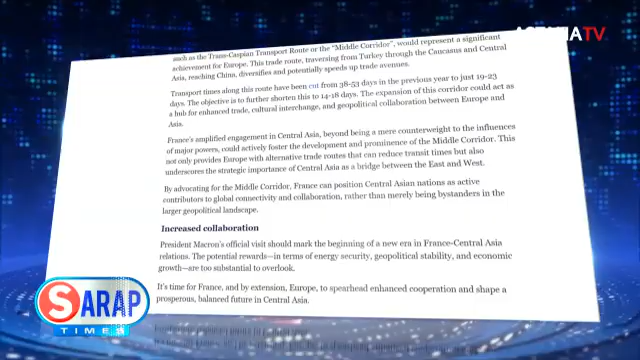 such as the Trans-Caspian Transport Route or the "Middle Corridor", would represent a significant
achievement for Europe. This trade route, traversing from Turkey through the Caucasus and Central
Asia, reaching China, diversifies and potentially speeds up trade avenues.
Transport times along this route have been cut from 38-53 days in the previous year to just 19-23
days. The objective is to further shorten this to 14-18 days. The expansion of this corridor could act as
a hub for enhanced trade, cultural interchange, and geopolitical collaboration between Europe and
Asia.
France's amplified engagement in Central Asia, beyond being a mere counterweight to the influences
of major powers, could actively foster the development and prominence of the Middle Corridor. This
not only provides Europe with alternative trade routes that can reduce transit times but also
underscores the strategic importance of Central Asia as a bridge between the East and West.
By advocating for the Middle Corridor, France can position Central Asian nations as active
contributors to global connectivity and collaboration, rather than merely being bystanders in the
larger geopolitical landscape.
Increased collaboration
President Macron's official visit should mark the beginning of a new era in France-Central Asia
relations. The potential rewards—in terms of energy security, geopolitical stability, and economic
growth—are too substantial to overlook.
It's time for France, and by extension, Europe, to spearhead enhanced cooperation and shape a
prosperous, balanced future in Central Asia.
SARAP
TIMES
TV